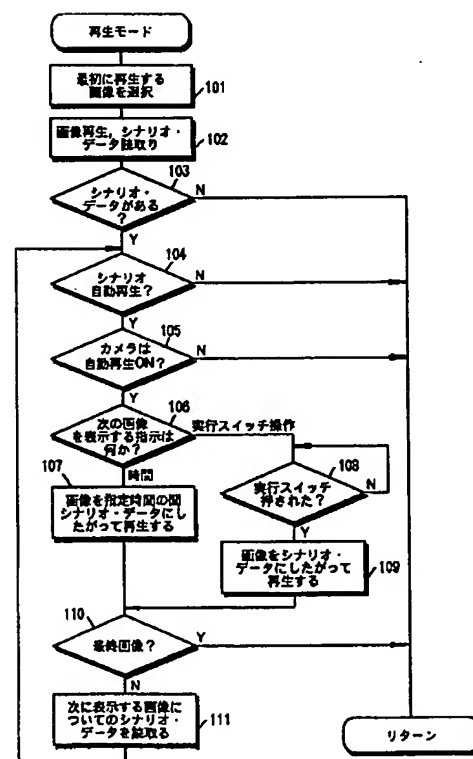 再生モード
最初に再生する
画像を選択
101
画像再生，シナリオ・
データ読取り
102
103
シナリオ・
データがある
？
N
Y
104
シナリオ
自動再生？
N
Y
105
カメラは
自動再生ON？
N
Y
106
次の画像
を表示する指示は
何か？
実行スイッチ操作
時間
107
画像を指定時間の間
シナリオ・データにし
たがって再生する
108
実行スイッチ
押された？
N
Y
画像をシナリオ・
データにしたがって
再生する
109
110
最終画像？
Y
N
次に表示する画像に
ついてのシナリオ・
データを読取る
111
リターン